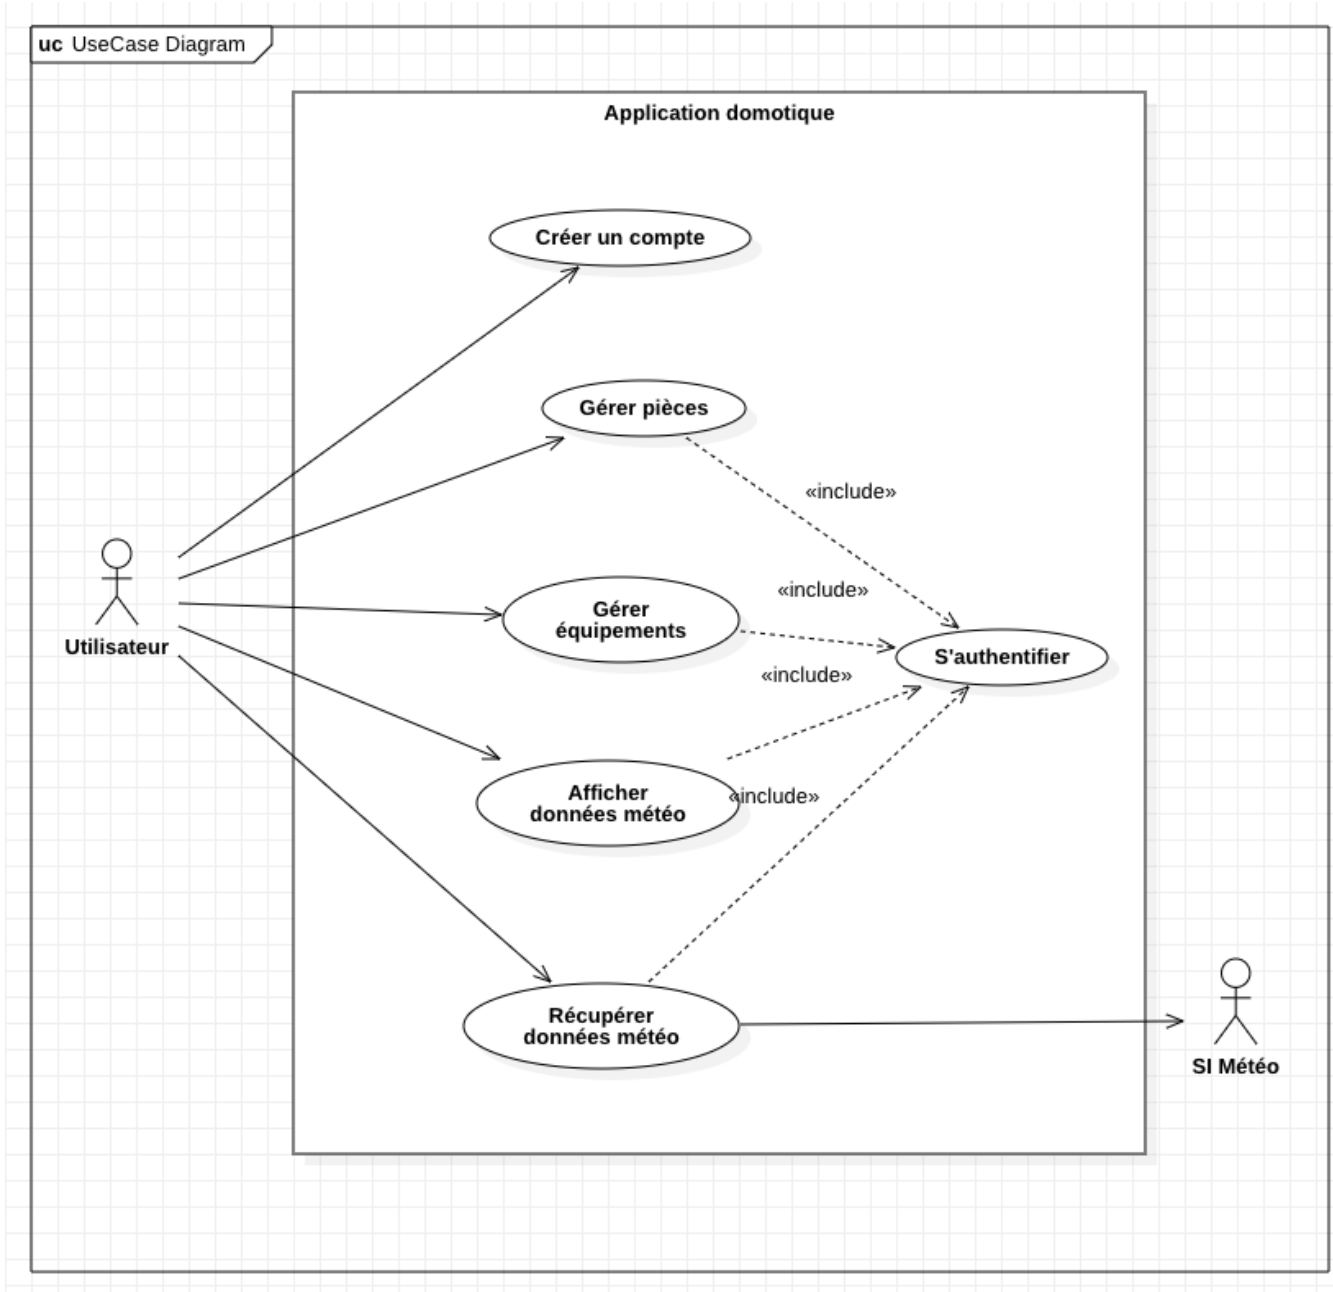 uc UseCase Diagram
Application domotique
Créer un compte
Gérer pièces
«include»
«include»
Gérer
équipements
Utilisateur
S'authentifier
«include»
Afficher
données météo
«include»
Récupérer
données météo
SI Météo